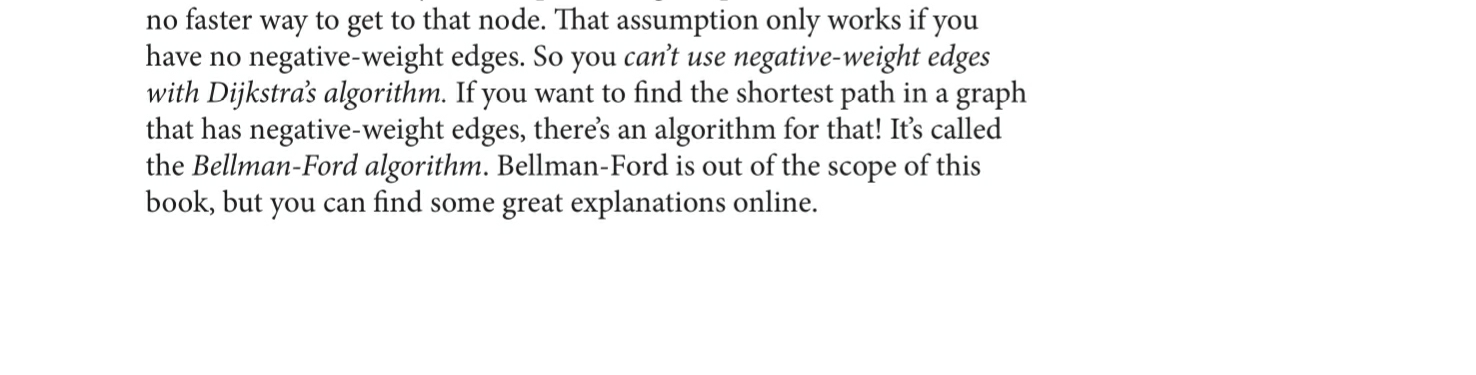 no faster way to get to that node. That assumption only works if you
have no negative-weight edges. So you can’t use negative-weight edges
with Dijkstra’s algorithm. If you want to find the shortest path in a graph
that has negative-weight edges, there’s an algorithm for that! It’s called
the Bellman-Ford algorithm. Bellman-Ford is out of the scope of this
book, but you can find some great explanations online.